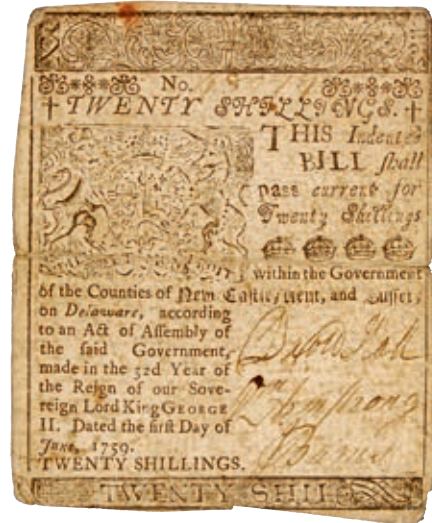 No.
TWENTY SHILLINGS.
THIS Indented
BILL shall
pass current for
Twenty Shillings
within the Government
of the Counties of New Castle, Kent, and Sussex,
on Delaware, according
to an Act of Assembly of
the said Government,
made in the 32d Year of
the Reign of our Sove-
reign Lord King GEORGE
II. Dated the first Day of
June, 1759.
TWENTY SHILLINGS.
TWENTY SHILL